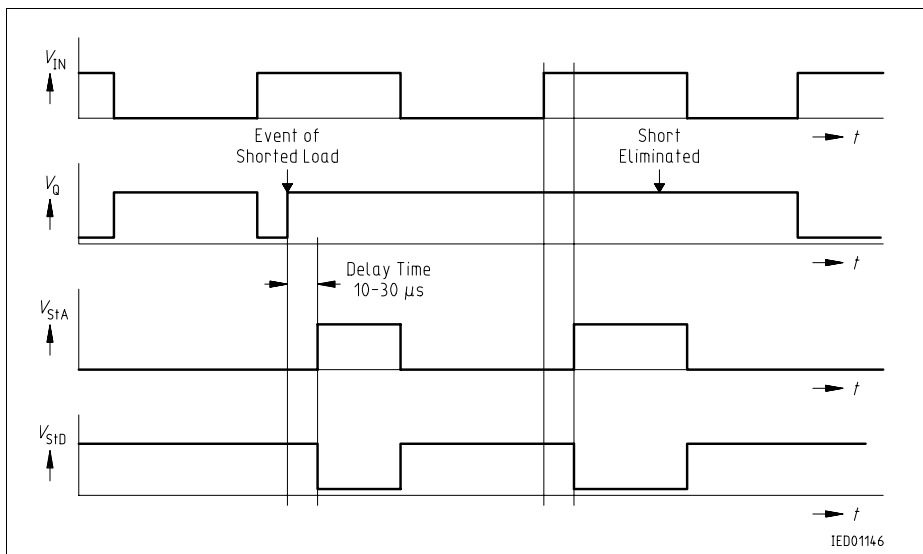 V_IN
t
Event of
Shorted Load
Short
Eliminated
V_Q
t
Delay Time
10-30 μs
V_StA
t
V_StD
t
IED01146